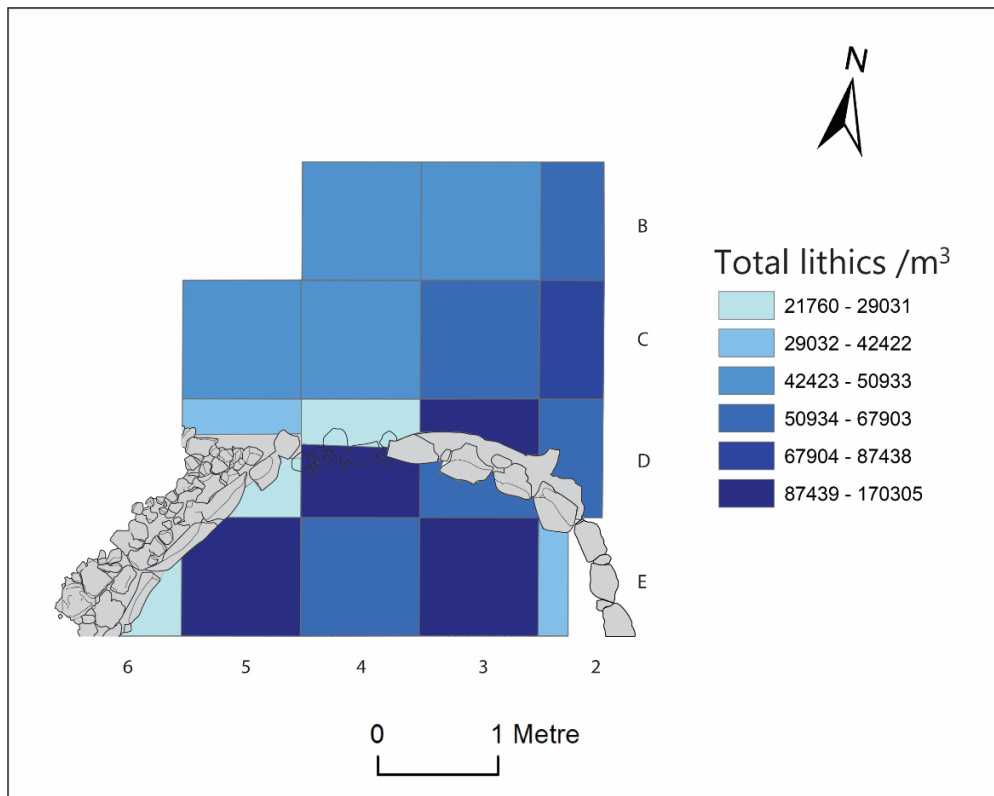 N
B
Total lithics /m³
21760 - 29031
29032 - 42422
C
42423 - 50933
50934 - 67903
D
67904 - 87438
87439 - 170305
E
6 5 4 3 2
0 1 Metre